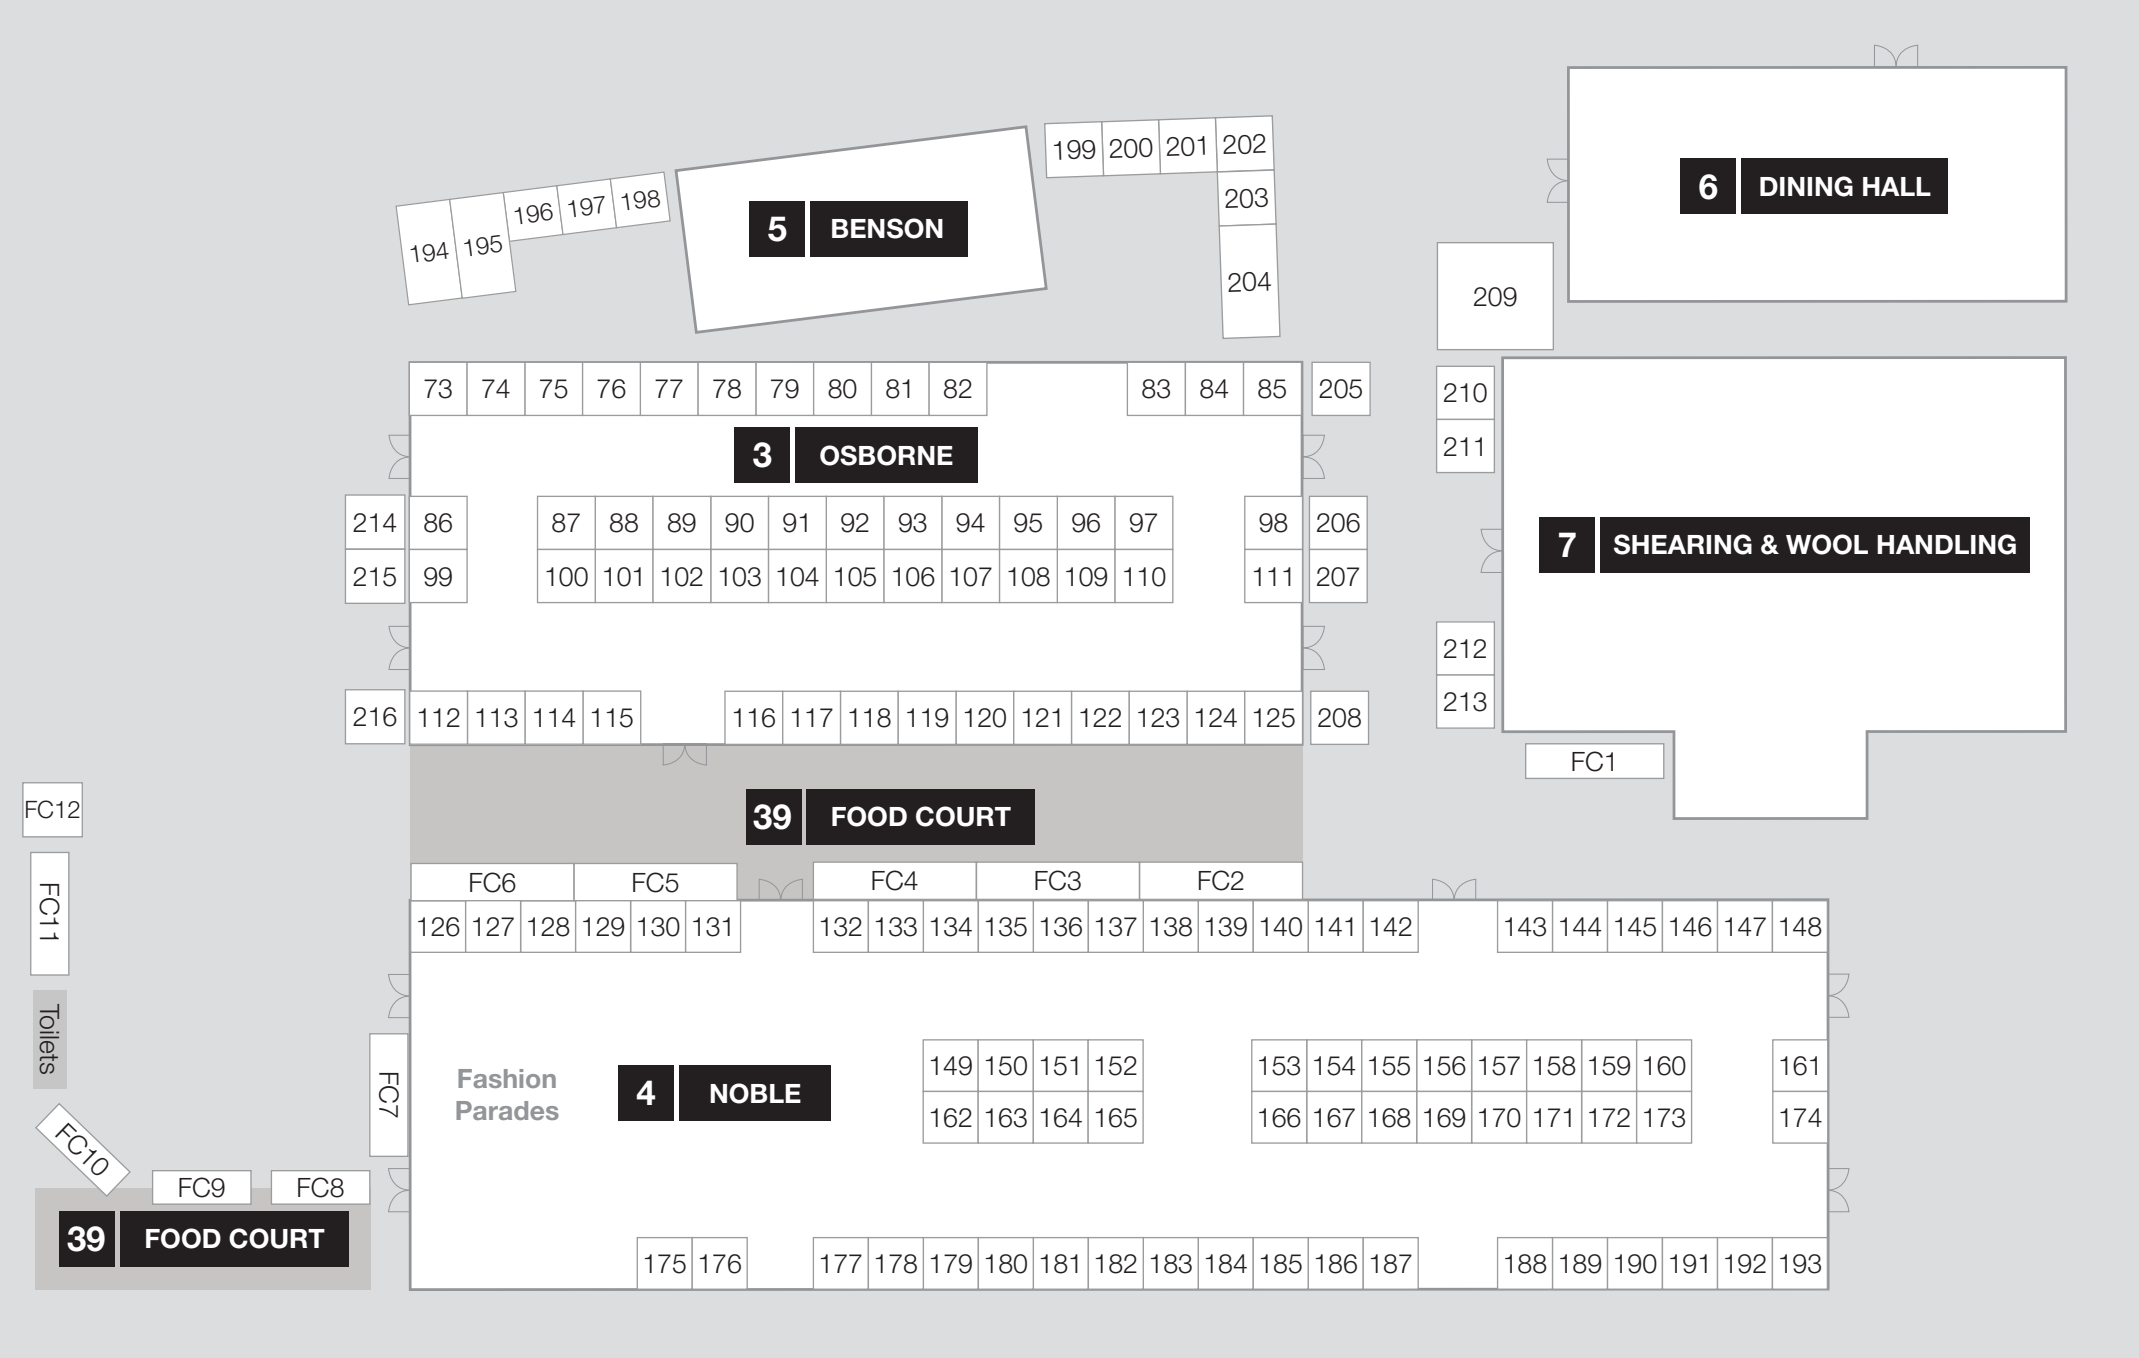 199 200 201 202
6 DINING HALL
196 197 198
203
5 BENSON
194 195
204
209
73 74 75 76 77 78 79 80 81 82 83 84 85 205
210
211
3 OSBORNE
214 86 87 88 89 90 91 92 93 94 95 96 97 98 206
7 SHEARING & WOOL HANDLING
215 99 100 101 102 103 104 105 106 107 108 109 110 111 207
212
213
216 112 113 114 115 116 117 118 119 120 121 122 123 124 125 208
FC1
FC12
39 FOOD COURT
FC6 FC5 FC4 FC3 FC2
FC11
126 127 128 129 130 131 132 133 134 135 136 137 138 139 140 141 142 143 144 145 146 147 148
Toilets
149 150 151 152 153 154 155 156 157 158 159 160 161
Fashion
Parades
4 NOBLE
FC7
162 163 164 165 166 167 168 169 170 171 172 173 174
FC10
FC9 FC8
39 FOOD COURT
175 176 177 178 179 180 181 182 183 184 185 186 187 188 189 190 191 192 193